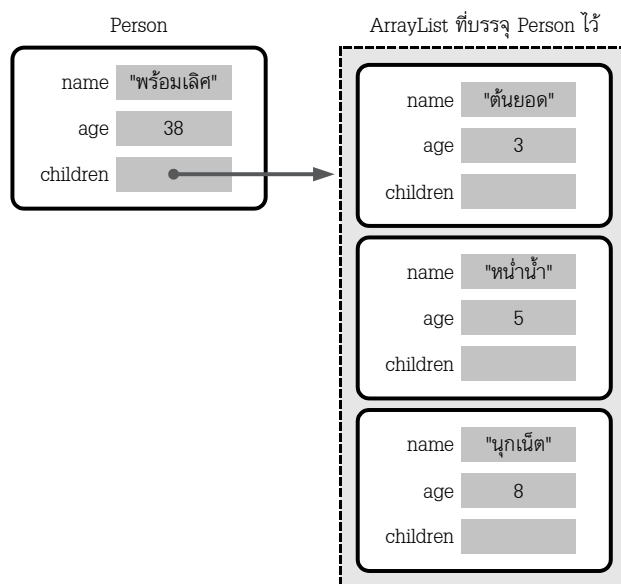 Person
name "พร้อมเลิศ"
age 38
children
ArrayList ที่บรรจุ Person ไว้
name "ต้นยอด"
age 3
children
name "หน่ำน้ำ"
age 5
children
name "นุกเน็ต"
age 8
children